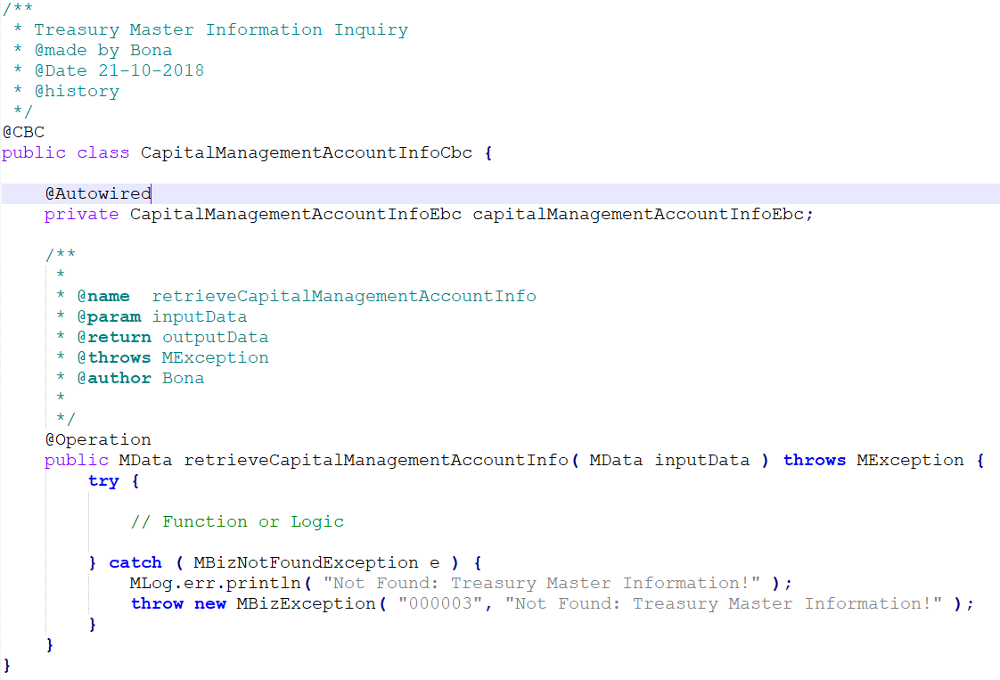 /**
 * Treasury Master Information Inquiry
 * @made by Bona
 * @Date 21-10-2018
 * @history
 */
@CBC
public class CapitalManagementAccountInfoCbc {
    @Autowired
    private CapitalManagementAccountInfoEbc capitalManagementAccountInfoEbc;
    /**
     *
     * @name  retrieveCapitalManagementAccountInfo
     * @param inputData
     * @return outputData
     * @throws MException
     * @author Bona
     *
     */
    @Operation
    public MData retrieveCapitalManagementAccountInfo( MData inputData ) throws MException {
        try {
            // Function or Logic
        } catch ( MBizNotFoundException e ) {
            MLog.err.println( "Not Found: Treasury Master Information!" );
            throw new MBizException( "000003", "Not Found: Treasury Master Information!" );
        }
    }
}